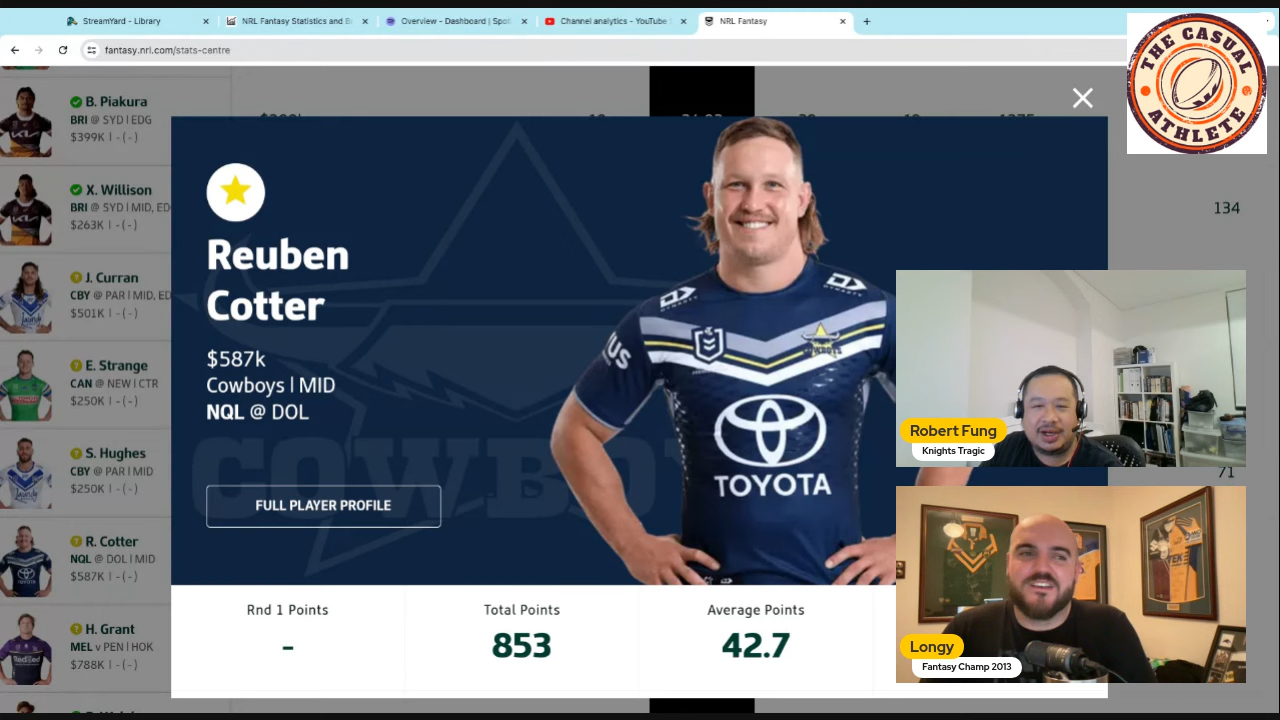 StreamYard - Library
NRL Fantasy Statistics and B
Overview - Dashboard | Spot
Channel analytics - YouTube
NRL Fantasy
fantasy.nrl.com/stats-centre
THE CASUAL
ATHLETE
B. Piakura
BRI @ SYD | EDG
$399K | - ( - )
X. Willison
BRI @ SYD | MID, ED
$263K | - ( - )
134
J. Curran
CBY @ PAR | MID, ED
$501K | - ( - )
E. Strange
CAN @ NEW | CTR
$250K | - ( - )
S. Hughes
CBY @ PAR | MID
$250K | - ( - )
71
R. Cotter
NQL @ DOL | MID
$587K | - ( - )
H. Grant
MEL v PEN | HOK
$788K | - ( - )
Reuben
Cotter
$587k
Cowboys | MID
NQL @ DOL
FULL PLAYER PROFILE
COWBO
DYNASTY
DYNASTY
COWBOYS
TOYOTA
Rnd 1 Points
-
Total Points
853
Average Points
42.7
Robert Fung
Knights Tragic
Longy
Fantasy Champ 2013